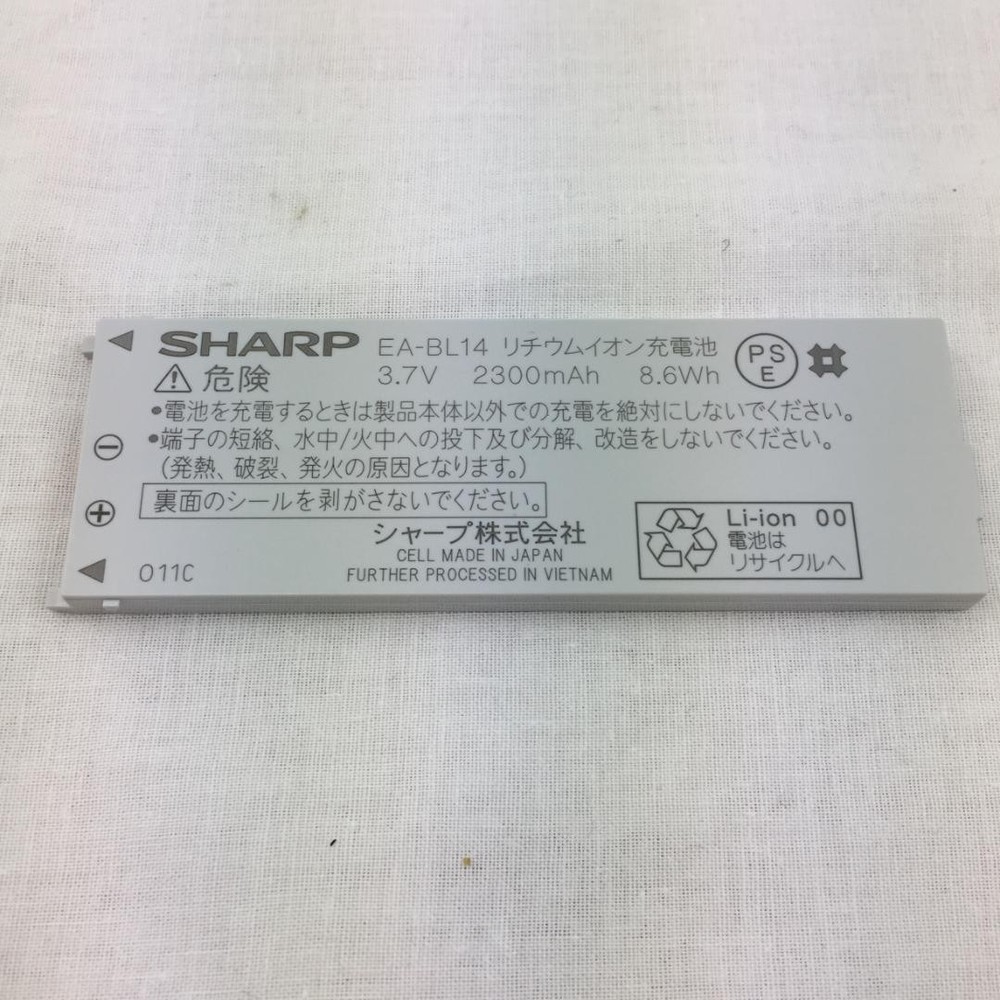 SHARP EA-BL14 リチウムイオン充電池
⚠危険 3.7V 2300mAh 8.6Wh PS E
•電池を充電するときは製品本体以外での充電を絶対にしないでください。
•端子の短絡、水中/火中への投下及び分解、改造をしないでください。
(発熱、破裂、発火の原因となります。)
裏面のシールを剥がさないでください。
シャープ株式会社
CELL MADE IN JAPAN
FURTHER PROCESSED IN VIETNAM
Li-ion 00
電池は
リサイクルへ
011C